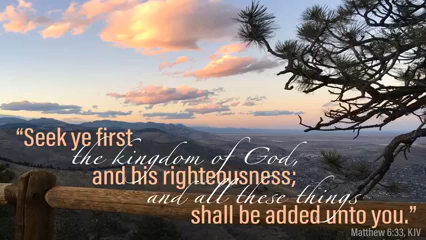 “Seek ye first
the kingdom of God,
and his righteousness;
and all these things
shall be added unto you.”
Matthew 6:33, KJV